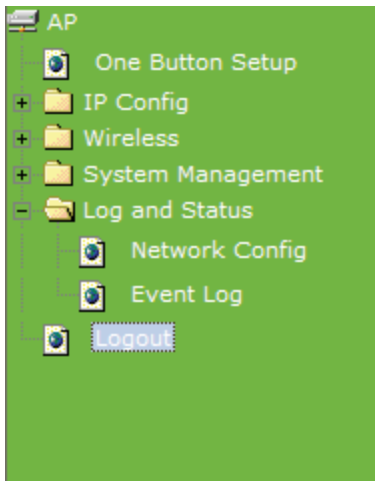 AP
One Button Setup
IP Config
Wireless
System Management
Log and Status
Network Config
Event Log
Logout